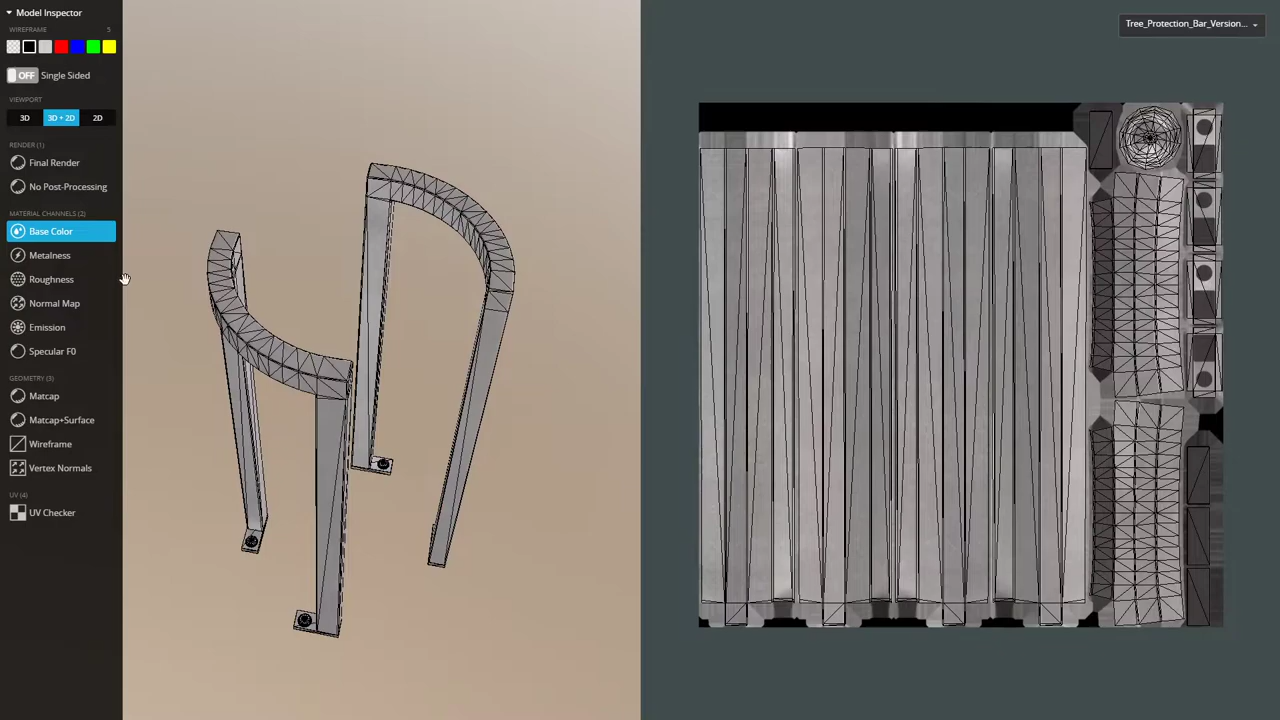 Model Inspector
WIREFRAME 5
OFF Single Sided
VIEWPORT
3D 3D + 2D 2D
RENDER (1)
Final Render
No Post-Processing
MATERIAL CHANNELS (2)
Base Color
Metalness
Roughness
Normal Map
Emission
Specular F0
GEOMETRY (3)
Matcap
Matcap+Surface
Wireframe
Vertex Normals
UV (4)
UV Checker
Tree_Protection_Bar_Version...